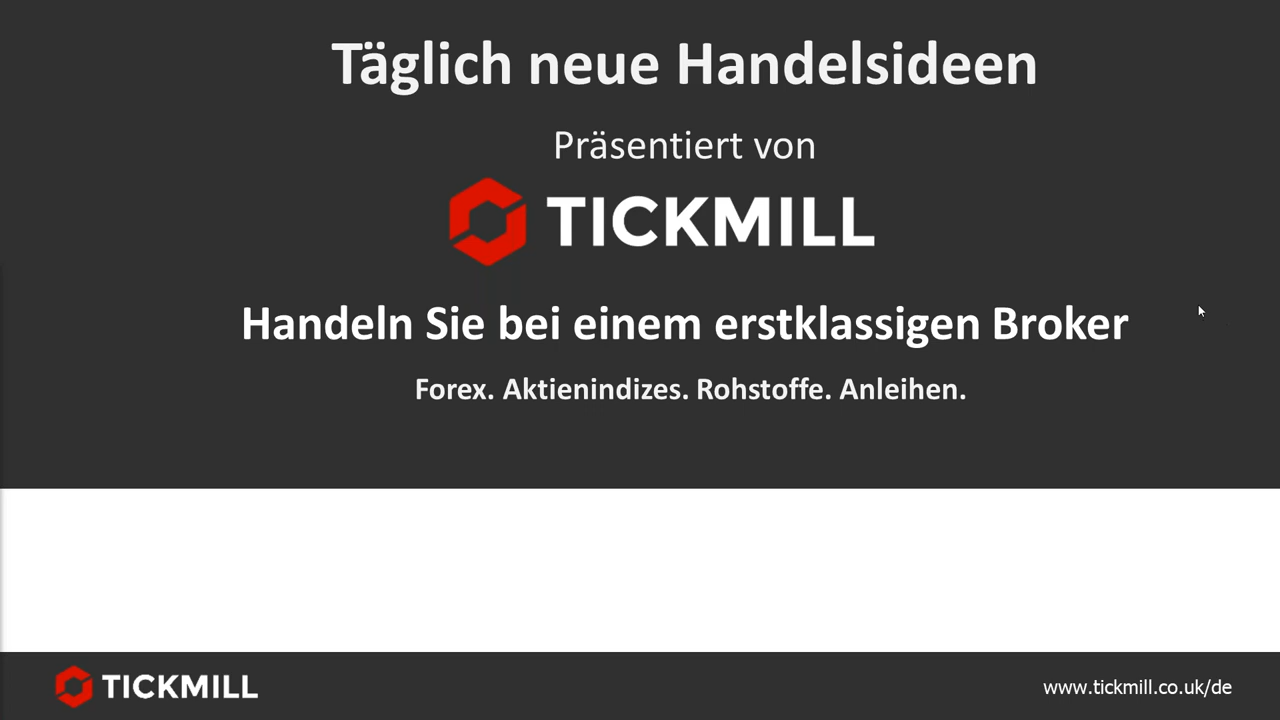 Täglich neue Handelsideen
Präsentiert von
TICKMILL
Handeln Sie bei einem erstklassigen Broker
Forex. Aktienindizes. Rohstoffe. Anleihen.
TICKMILL
www.tickmill.co.uk/de